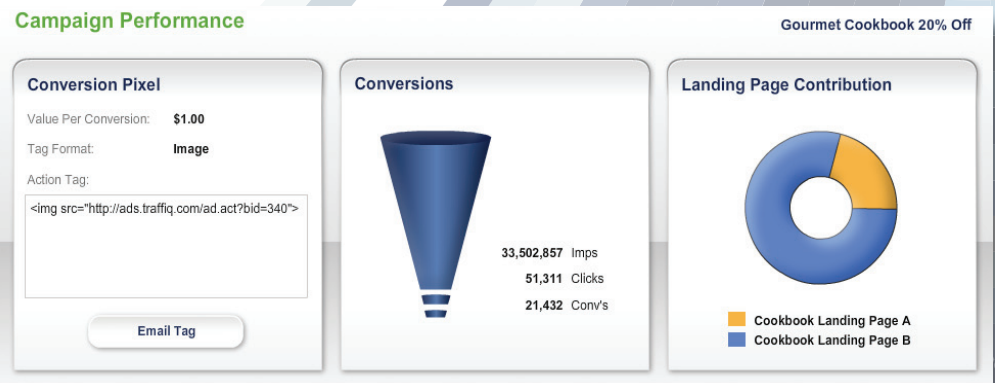 Campaign Performance
Gourmet Cookbook 20% Off
Conversion Pixel
Value Per Conversion: $1.00
Tag Format: Image
Action Tag:
<img src="http://ads.traffiq.com/ad.act?bid=340">
Email Tag
Conversions
33,502,857 Imps
51,311 Clicks
21,432 Conv's
Landing Page Contribution
Cookbook Landing Page A
Cookbook Landing Page B